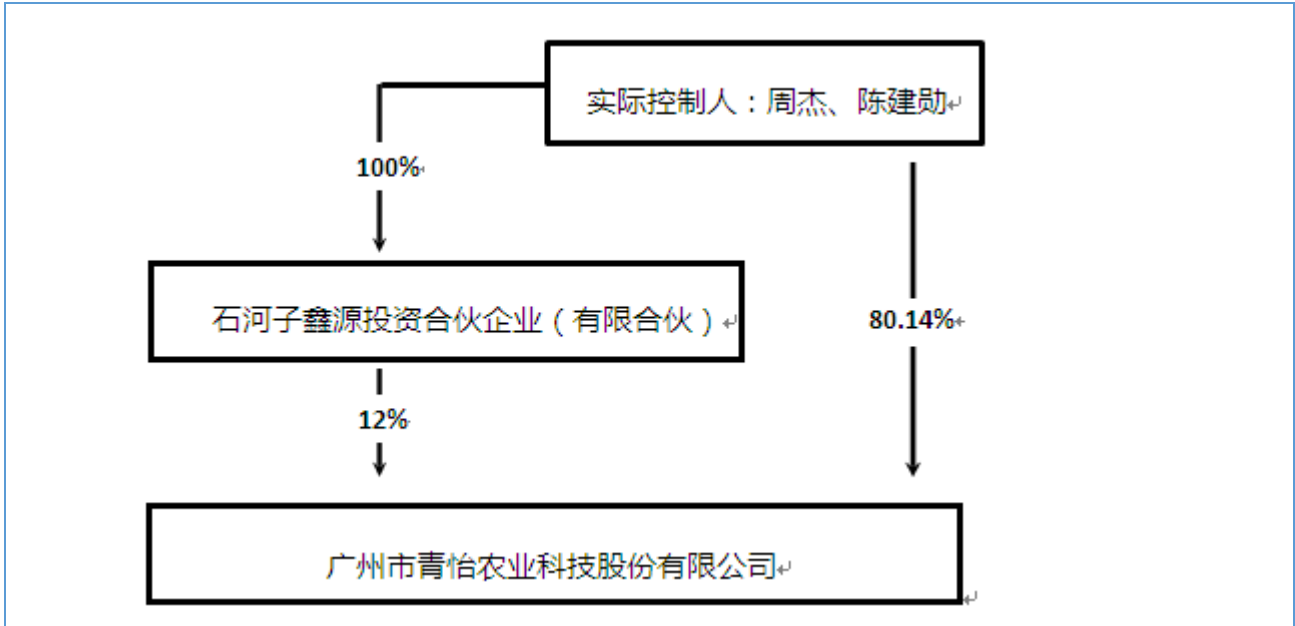 实际控制人：周杰、陈建勋
100%
石河子鑫源投资合伙企业（有限合伙）
80.14%
12%
广州市青怡农业科技股份有限公司